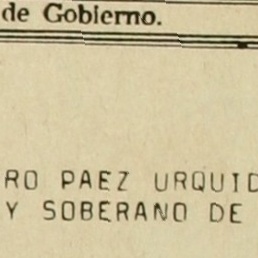 de Gobierno.
RO PAEZ URQUID
Y SOBERANO DE